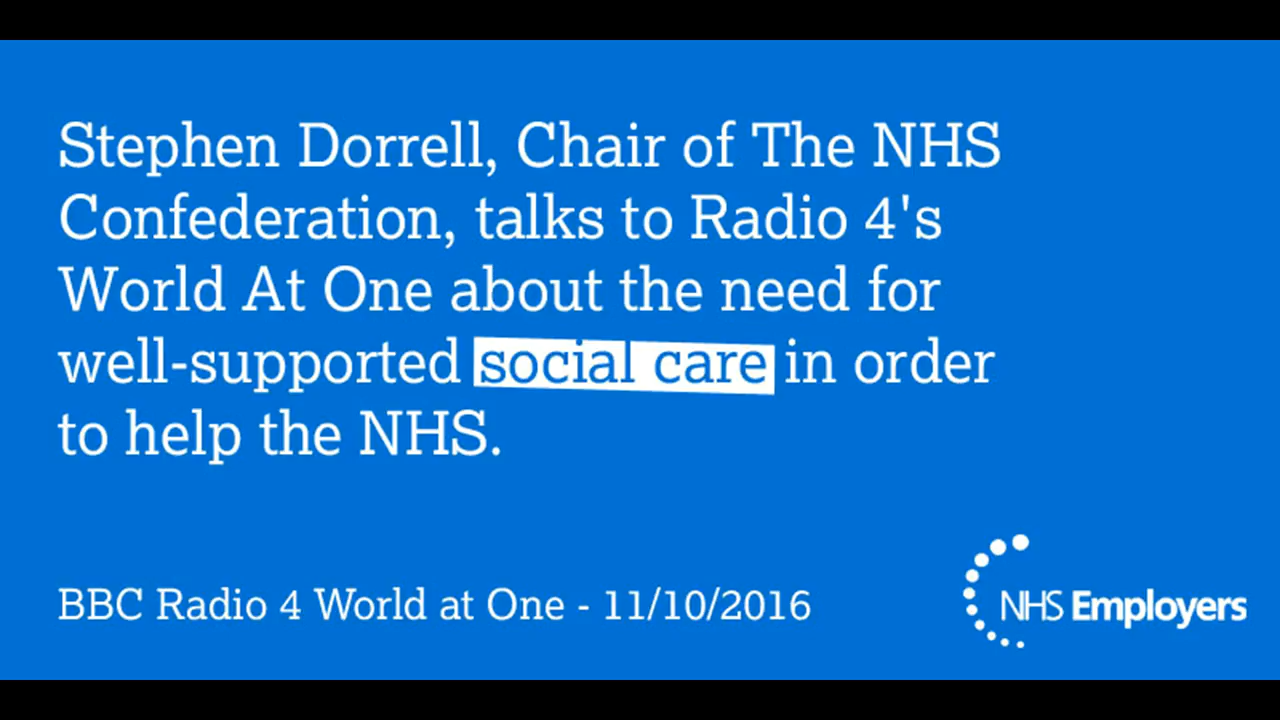 Stephen Dorrell, Chair of The NHS
Confederation, talks to Radio 4's
World At One about the need for
well-supported social care in order
to help the NHS.
BBC Radio 4 World at One - 11/10/2016
NHS Employers